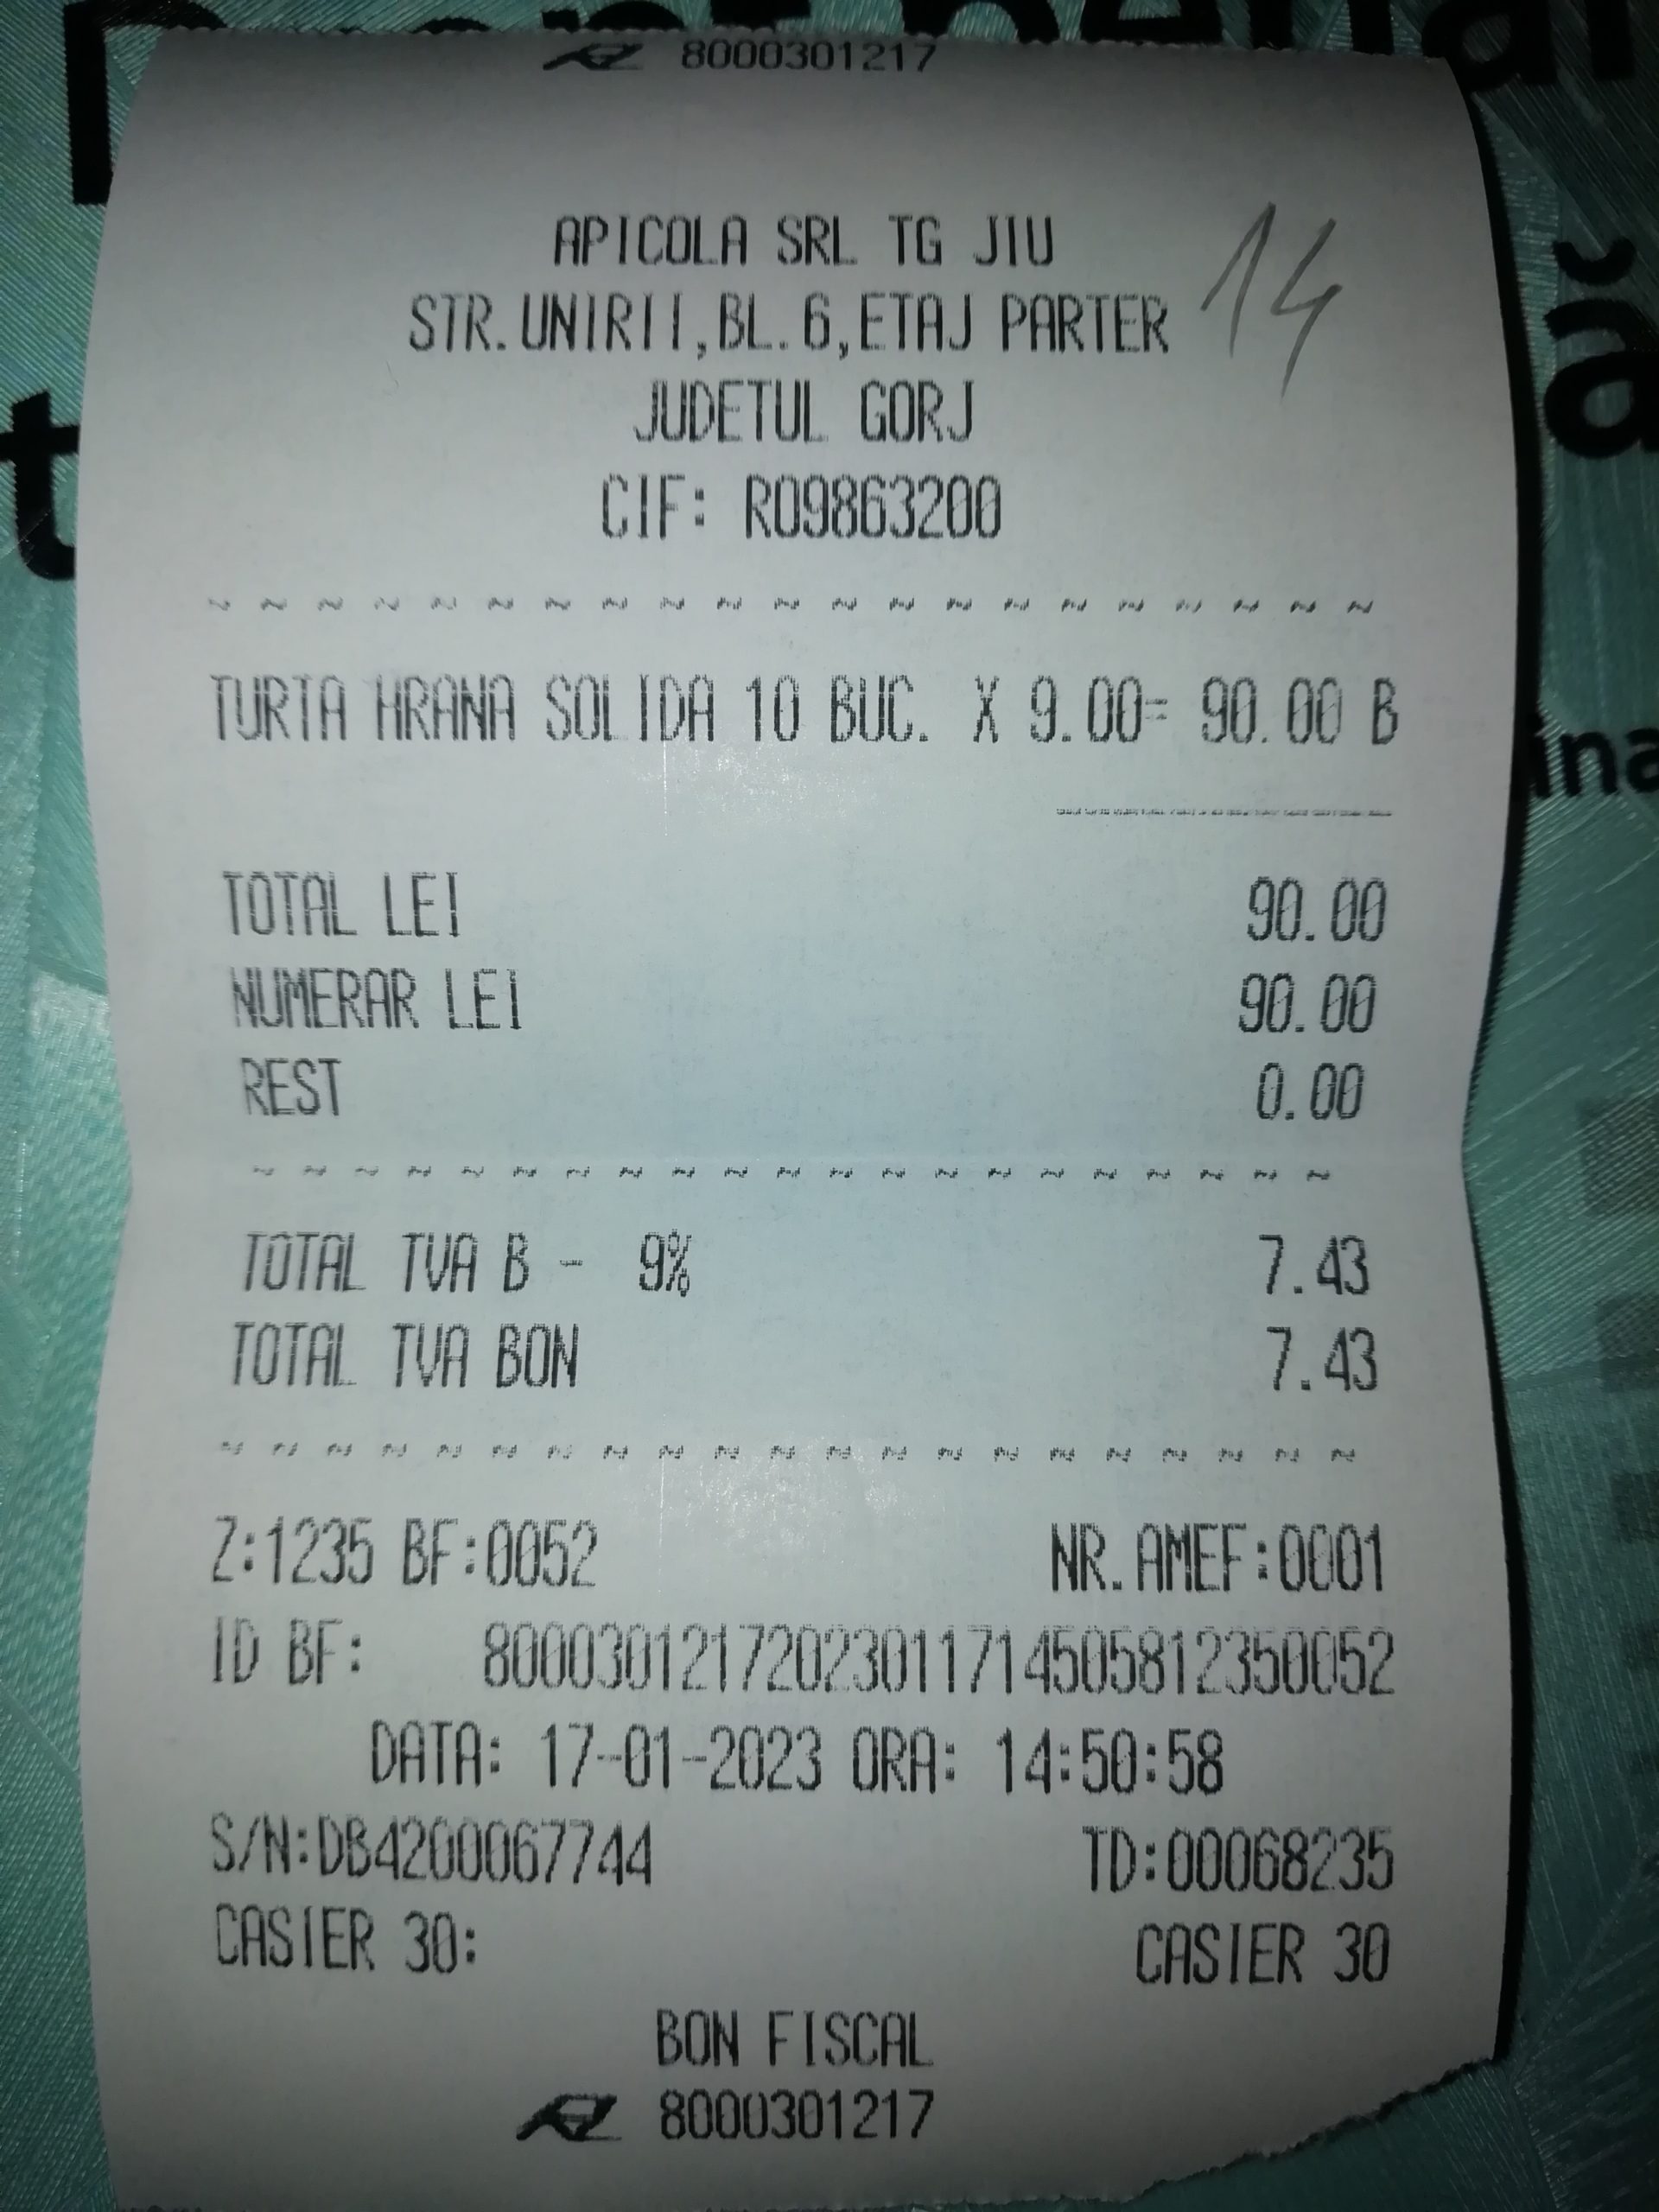 8000301217
APICOLA SRL TG JIU
14
STR.UNIRII,BL.6,ETAJ PARTER
JUDETUL GORJ
CIF: RO9863200
~ ~ ~ ~ ~ ~ ~ ~ ~ ~ ~ ~ ~ ~ ~ ~ ~ ~ ~ ~ ~
TURTA HRANA SOLIDA 10 BUC. X 9.00= 90.00 B
TOTAL LEI 90.00
NUMERAR LEI 90.00
REST 0.00
~ ~ ~ ~ ~ ~ ~ ~ ~ ~ ~ ~ ~ ~ ~ ~ ~ ~ ~ ~ ~
TOTAL TVA B - 9% 7.43
TOTAL TVA BON 7.43
~ ~ ~ ~ ~ ~ ~ ~ ~ ~ ~ ~ ~ ~ ~ ~ ~ ~ ~ ~ ~
Z:1235 BF:0052 NR.AMEF:0001
ID BF: 80003012172023011714505812350052
DATA: 17-01-2023 ORA: 14:50:58
S/N:DB4200067744 TD:00068235
CASIER 30: CASIER 30
BON FISCAL
8000301217